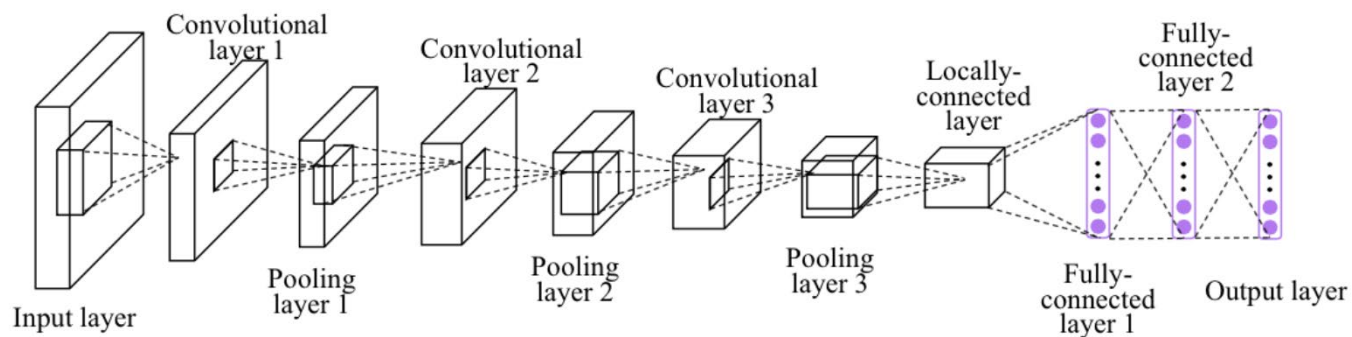 Convolutional
layer 1
Convolutional
layer 2
Convolutional
layer 3
Locally-
connected
layer
Fully-
connected
layer 2
Input layer
Pooling
layer 1
Pooling
layer 2
Pooling
layer 3
Fully-
connected
layer 1
Output layer